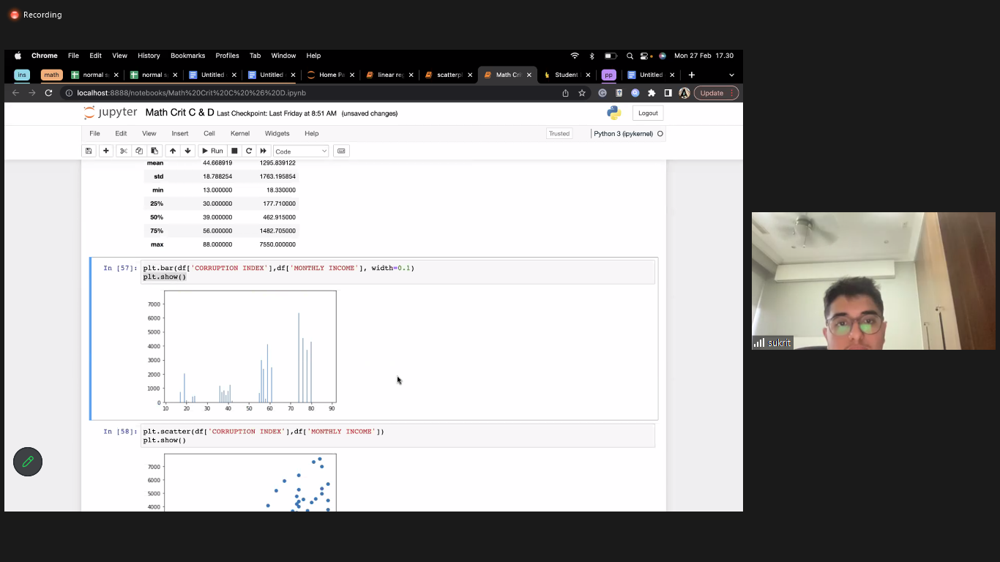 Recording
Chrome File Edit View History Bookmarks Profiles Tab Window Help Mon 27 Feb 17.30
ins math normal s normal s Untitled Untitled Home Pa linear re scatterp Math Cri Student pp Untitled
localhost:8888/notebooks/Math%20Crit%20C%20%26%20D.ipynb Update
jupyter Math Crit C & D Last Checkpoint: Last Friday at 8:51 AM (unsaved changes) Logout
File Edit View Insert Cell Kernel Widgets Help Trusted Python 3 (ipykernel)
Run Code
mean 44.668919 1295.839122
std 18.788254 1763.195854
min 13.000000 18.330000
25% 30.000000 177.710000
50% 39.000000 462.915000
75% 56.000000 1482.705000
max 88.000000 7550.000000
In [57]: plt.bar(df['CORRUPTION INDEX'],df['MONTHLY INCOME'], width=0.1)
plt.show()
7000
6000
5000
4000
3000
2000
1000
0
10 20 30 40 50 60 70 80 90
In [58]: plt.scatter(df['CORRUPTION INDEX'],df['MONTHLY INCOME'])
plt.show()
7000
6000
5000
4000
sukrit